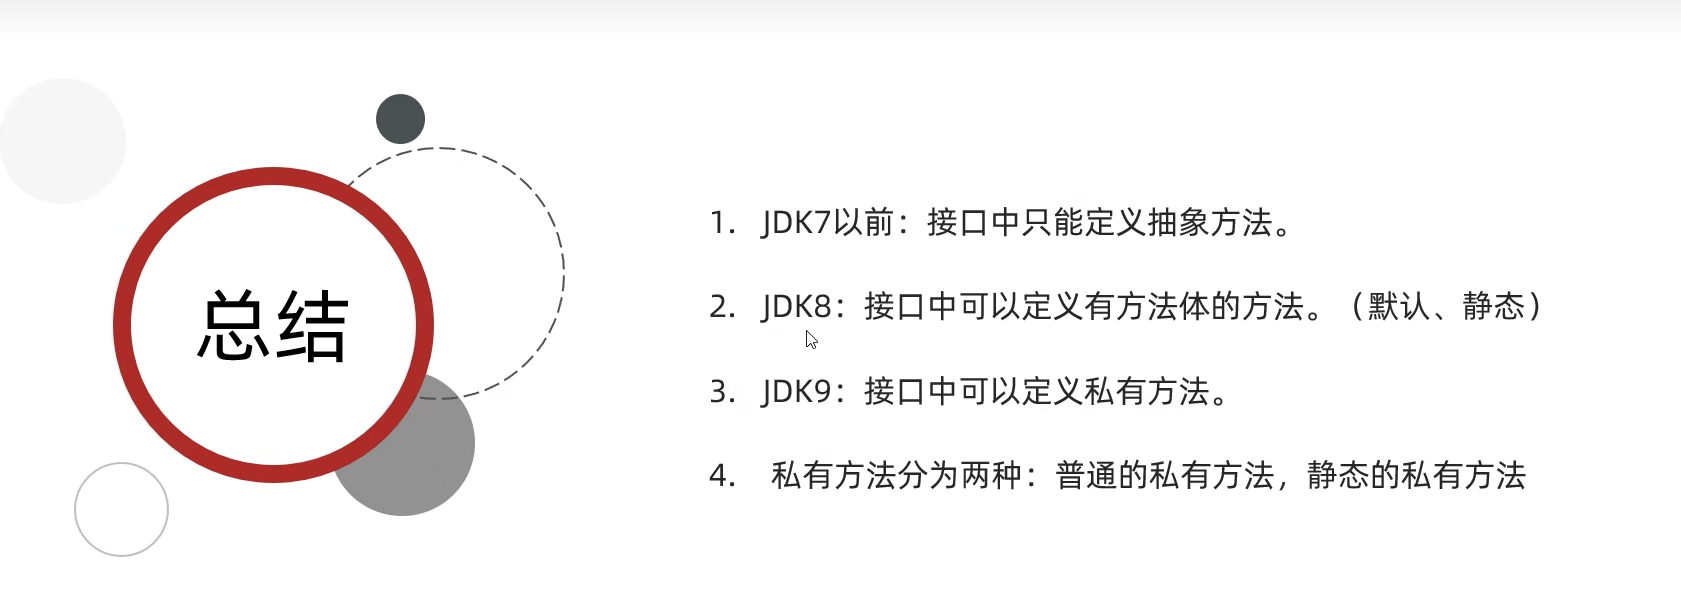 总结
1. JDK7以前：接口中只能定义抽象方法。
2. JDK8：接口中可以定义有方法体的方法。（默认、静态）
3. JDK9：接口中可以定义私有方法。
4. 私有方法分为两种：普通的私有方法，静态的私有方法